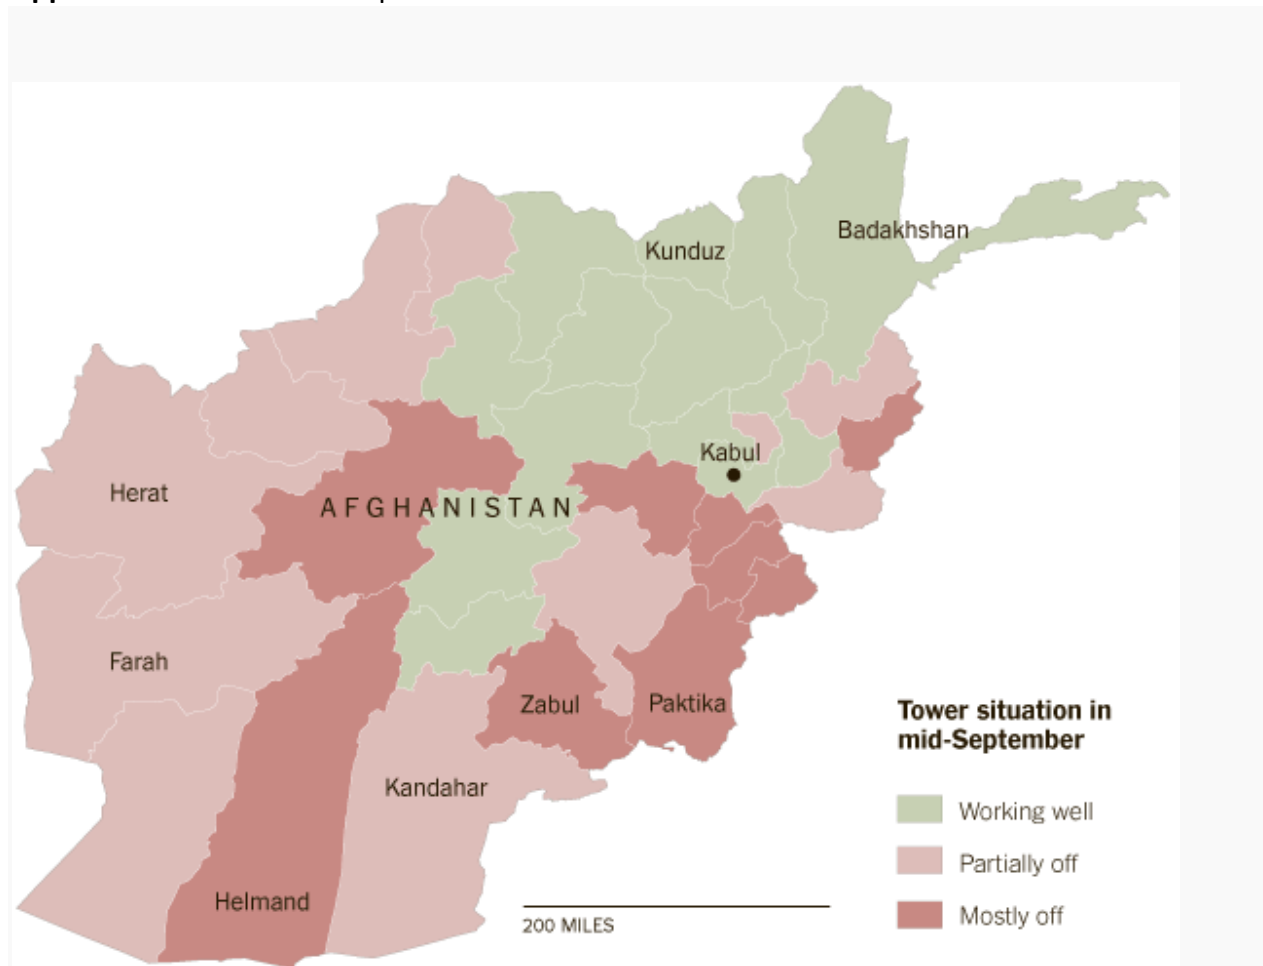 Badakhshan
Kunduz
Kabul
Herat
AFGHANISTAN
Farah
Zabul
Paktika
Kandahar
Helmand
200 MILES
Tower situation in
mid-September
Working well
Partially off
Mostly off